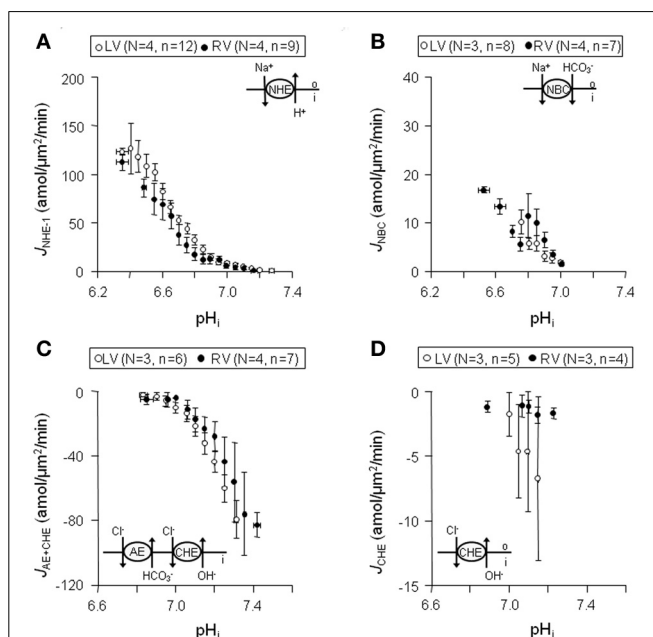 A
○ LV (N=4, n=12) ● RV (N=4, n=9)
200
150
100
50
0
J NHE-1 (amol/µm²/min)
Na⁺
NHE
H⁺
o
i
6.2 6.6 7.0 7.4
pHi
B
○ LV (N=3, n=8) ● RV (N=4, n=7)
40
30
20
10
0
J NBC (amol/µm²/min)
Na⁺ HCO₃⁻
NBC
o
i
6.2 6.6 7.0 7.4
pHi
C
○ LV (N=3, n=6) ● RV (N=4, n=7)
0
-40
-80
-120
J AE+CHE (amol/µm²/min)
Cl⁻ Cl⁻
AE CHE
HCO₃⁻ OH⁻
i
6.6 7.0 7.4
pHi
D
○ LV (N=3, n=5) ● RV (N=3, n=4)
0
-5
-10
-15
J CHE (amol/µm²/min)
Cl⁻
CHE
OH⁻
o
i
6.6 7.0 7.4
pHi